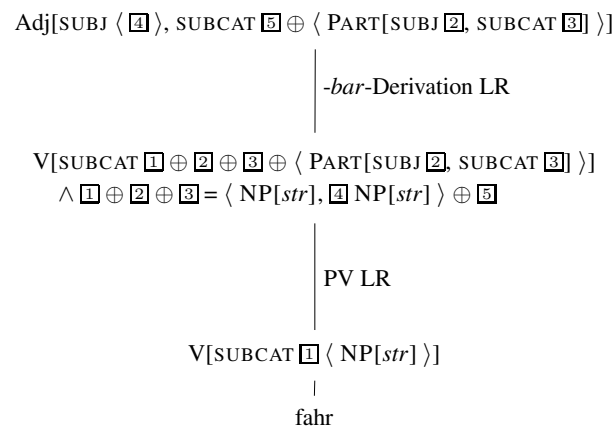 Adj[SUBJ ⟨ 4 ⟩, SUBCAT 5 ⊕ ⟨ PART[SUBJ 2, SUBCAT 3] ⟩]
-bar-Derivation LR
V[SUBCAT 1 ⊕ 2 ⊕ 3 ⊕ ⟨ PART[SUBJ 2, SUBCAT 3] ⟩]
∧ 1 ⊕ 2 ⊕ 3 = ⟨ NP[str], 4 NP[str] ⟩ ⊕ 5
PV LR
V[SUBCAT 1 ⟨ NP[str] ⟩]
fahr